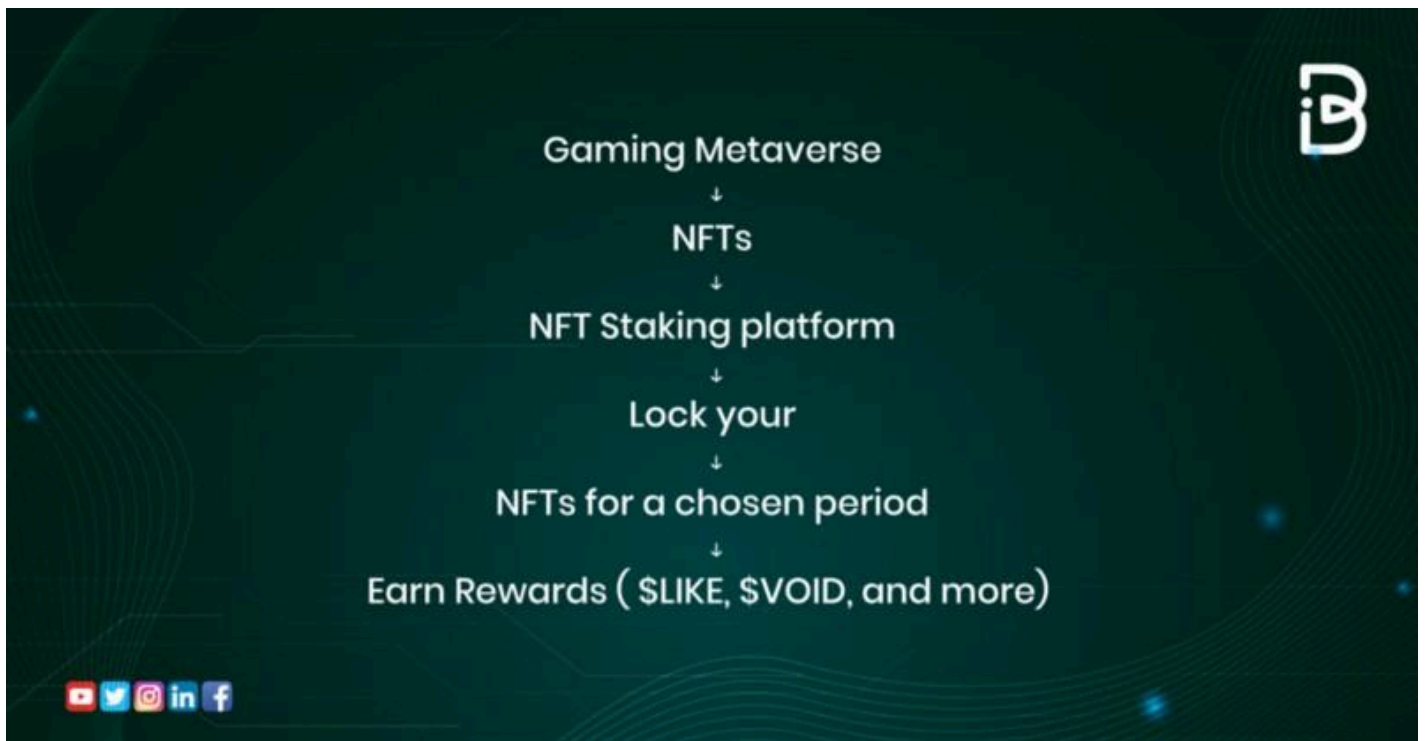 Gaming Metaverse
↓
NFTs
↓
NFT Staking platform
↓
Lock your
↓
NFTs for a chosen period
↓
Earn Rewards ( $LIKE, $VOID, and more)